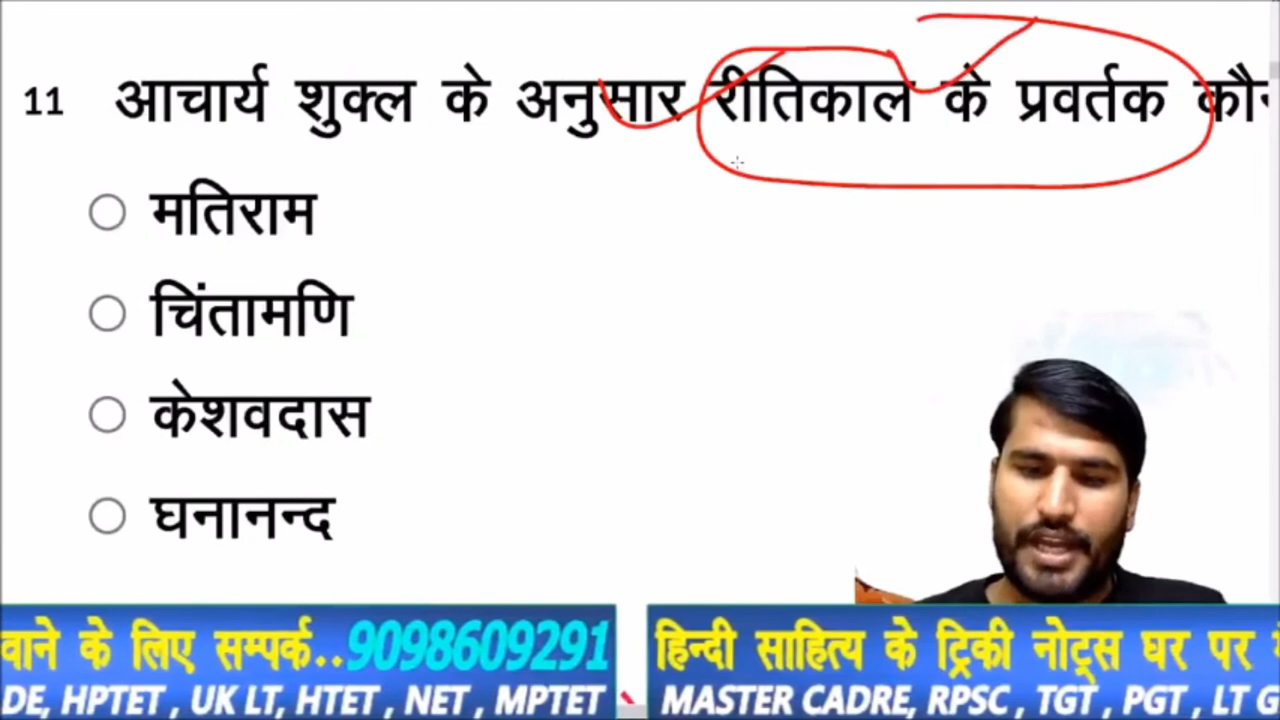 11 आचार्य शुक्ल के अनुसार रीतिकाल के प्रवर्तक
मतिराम
चिंतामणि
केशवदास
घनानन्द
वाने के लिए सम्पर्क..9098609291
हिन्दी साहित्य के ट्रिकी नोट्स घर पर
DE, HPTET , UK LT, HTET , NET , MPTET
MASTER CADRE, RPSC , TGT , PGT , LT G